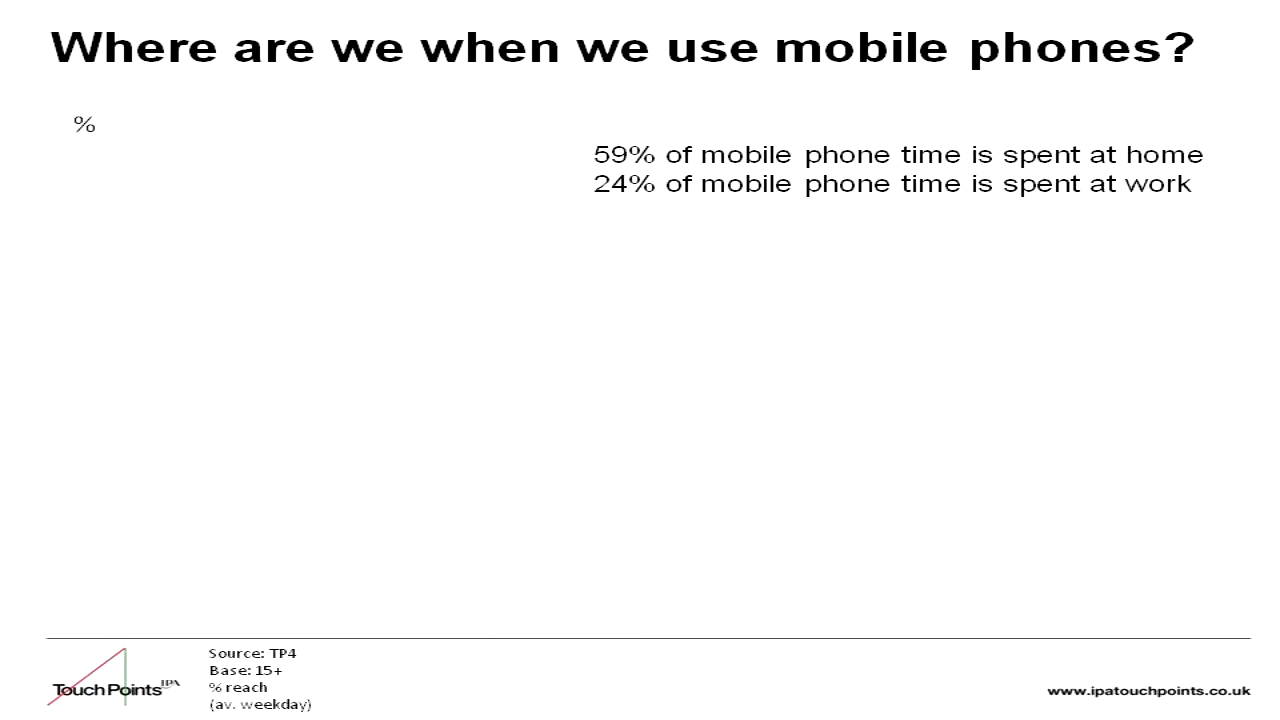 Where are we when we use mobile phones?
%
59% of mobile phone time is spent at home
24% of mobile phone time is spent at work
Source: TP4
Base: 15+
% reach
(av. weekday)
TouchPoints IPA
www.ipatouchpoints.co.uk